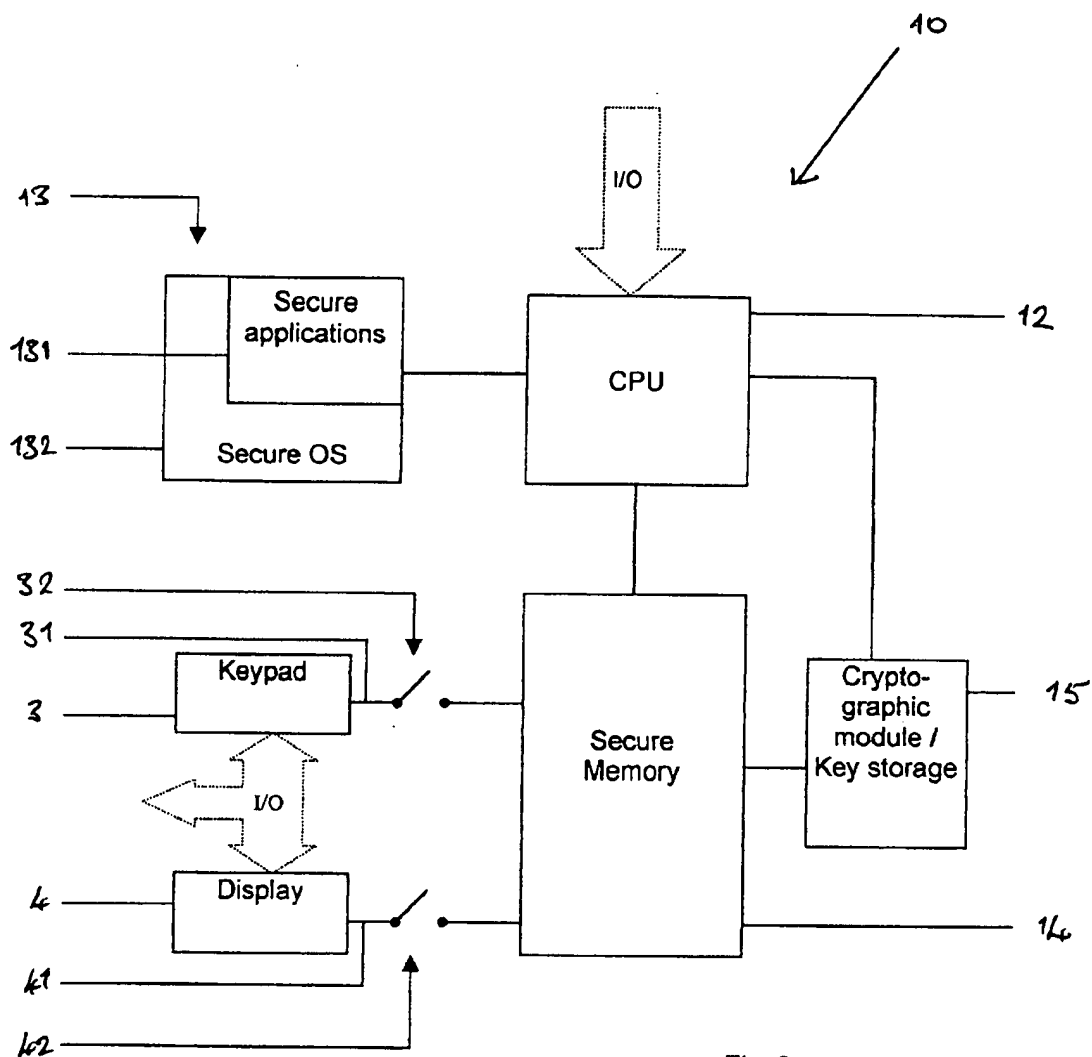 10
I/O
13
Secure
applications
12
131
CPU
132
Secure OS
32
31
Keypad
Crypto-
graphic
module /
Key storage
15
3
Secure
Memory
I/O
4
Display
14
41
42